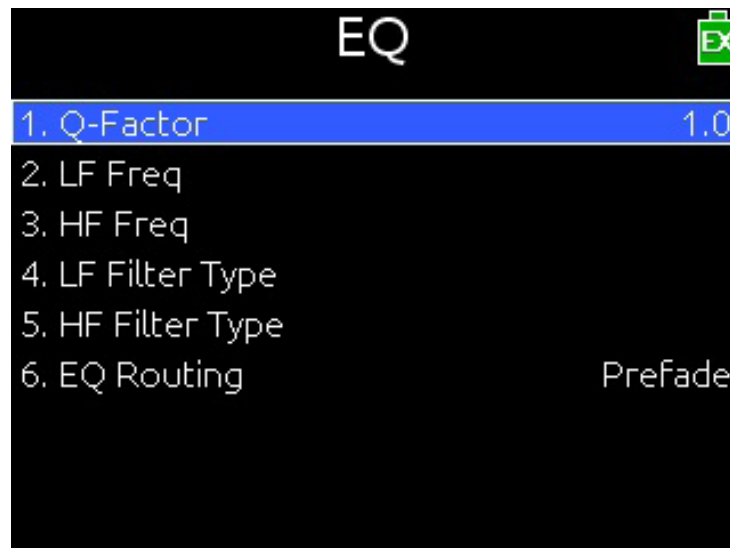 EQ
EX
1. Q-Factor 1.0
2. LF Freq
3. HF Freq
4. LF Filter Type
5. HF Filter Type
6. EQ Routing Prefade